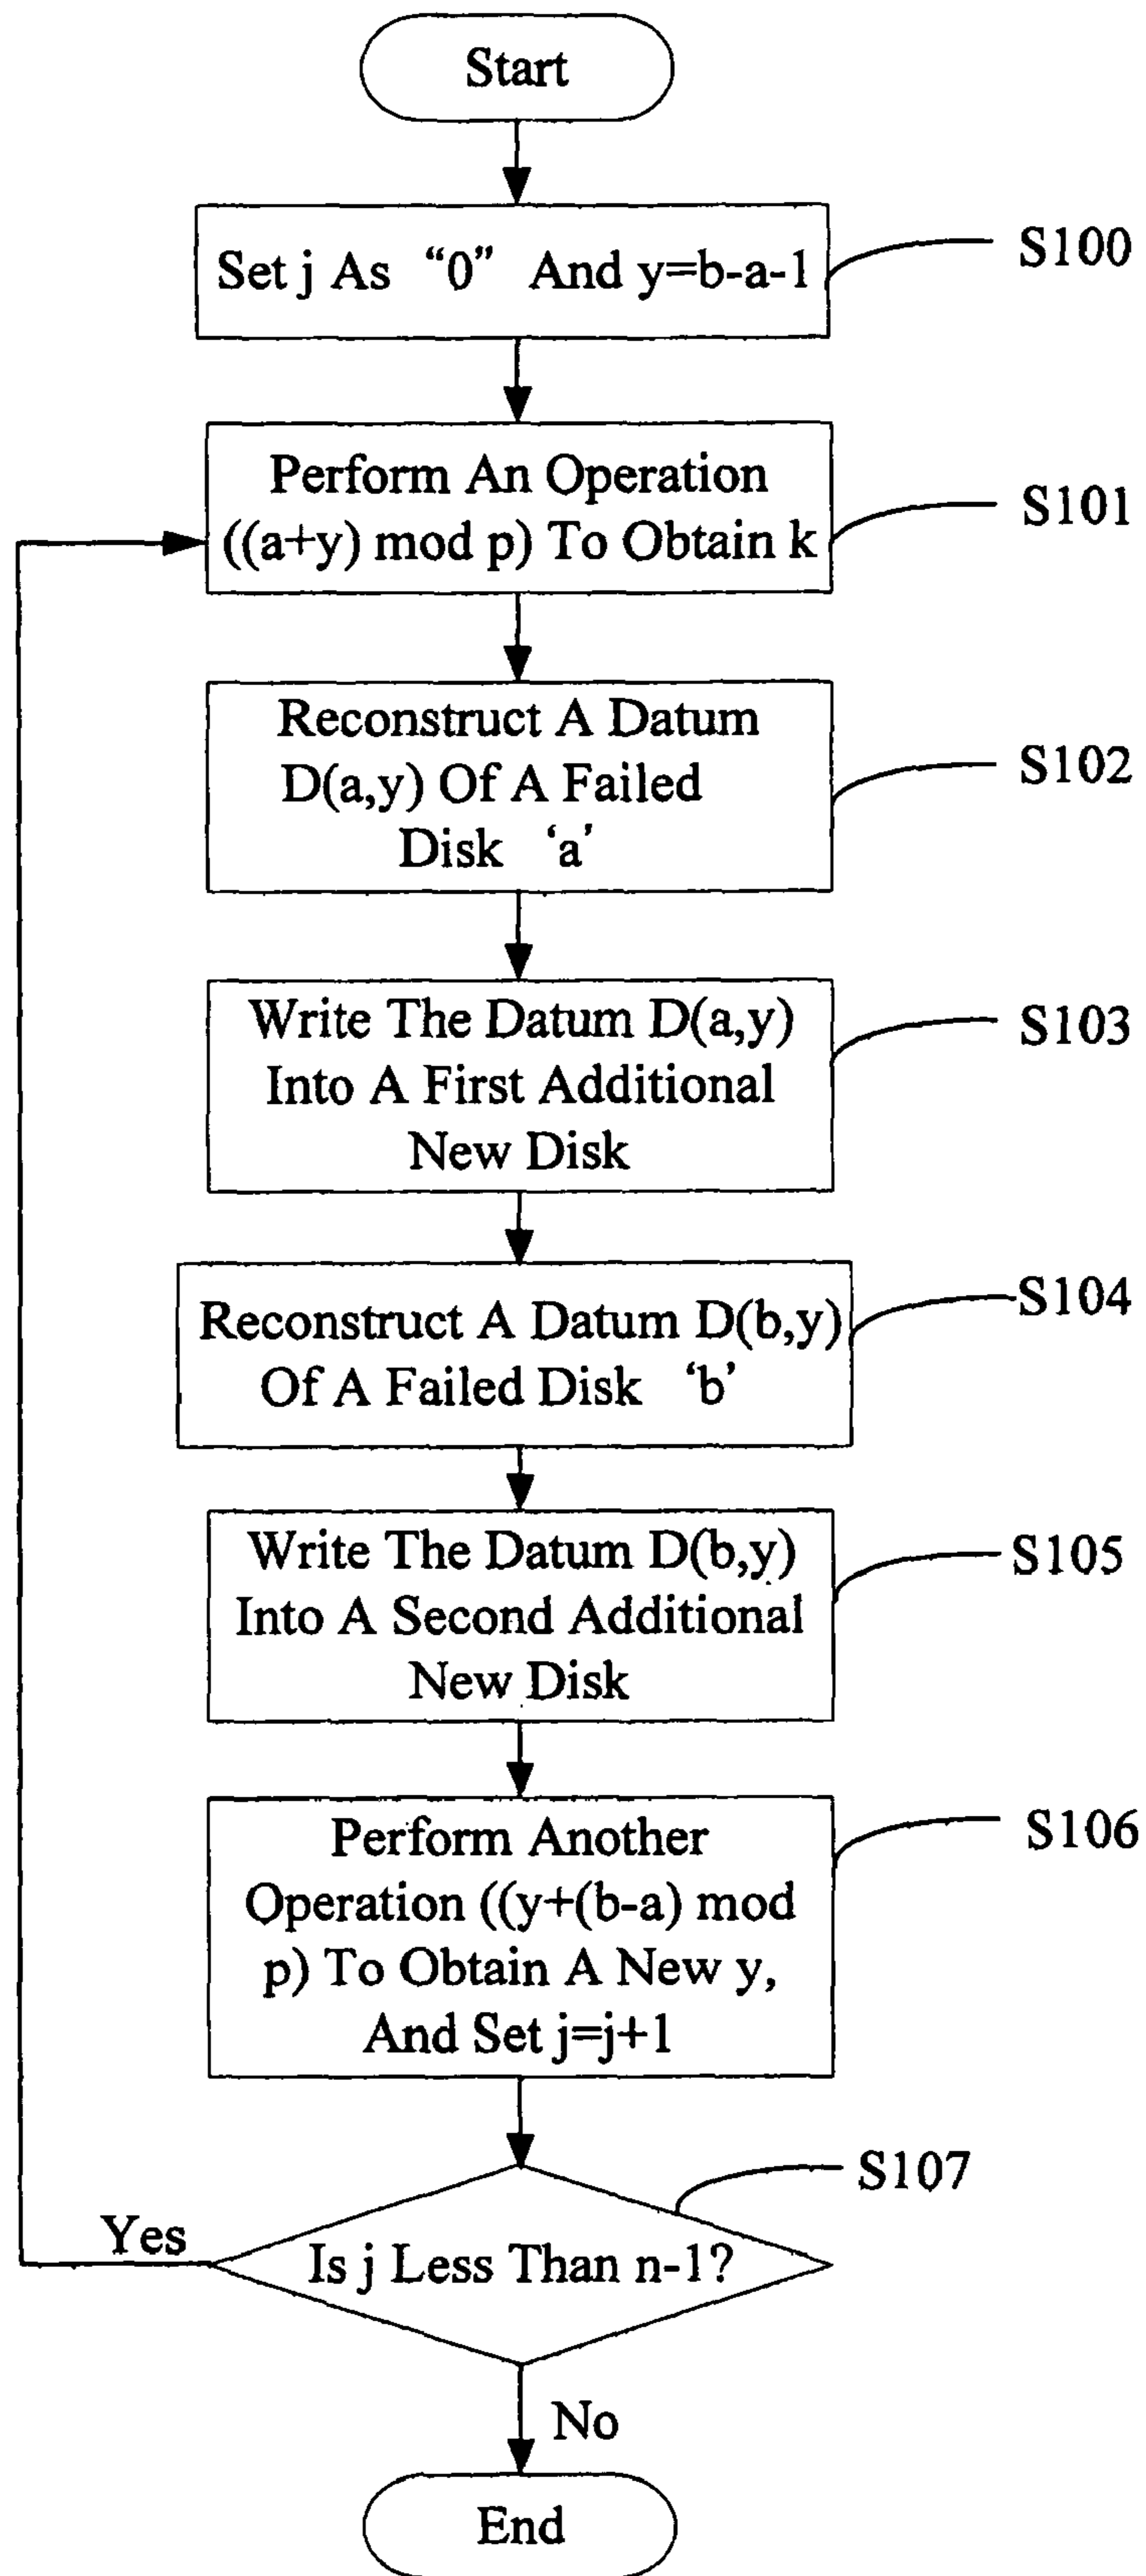 Start
Set j As “0” And y=b-a-1
S100
Perform An Operation
((a+y) mod p) To Obtain k
S101
Reconstruct A Datum
D(a,y) Of A Failed
Disk ‘a’
S102
Write The Datum D(a,y)
Into A First Additional
New Disk
S103
Reconstruct A Datum D(b,y)
Of A Failed Disk ‘b’
S104
Write The Datum D(b,y)
Into A Second Additional
New Disk
S105
Perform Another
Operation ((y+(b-a) mod
p) To Obtain A New y,
And Set j=j+1
S106
S107
Yes
Is j Less Than n-1?
No
End